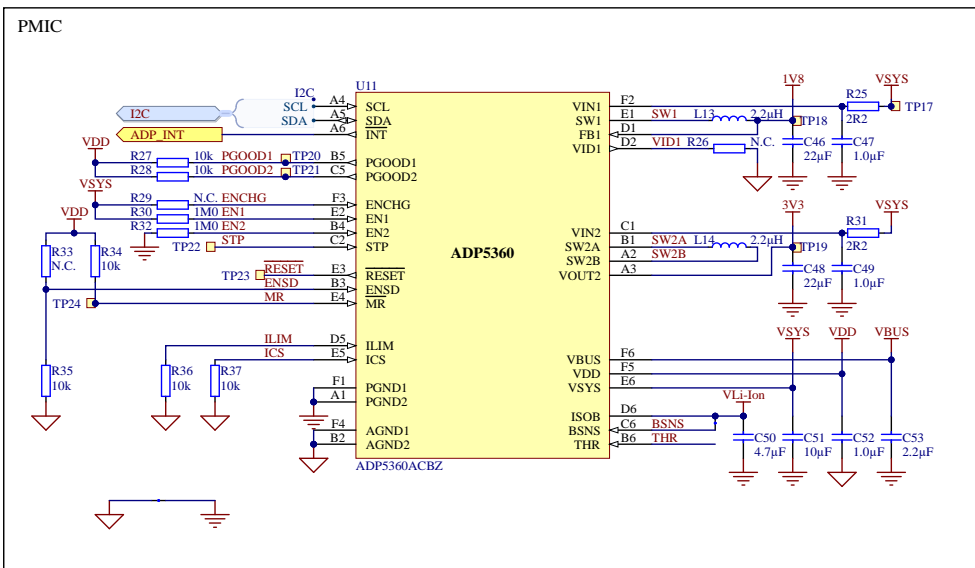 PMIC
U11
I2C
I2C
SCL
SDA
ADP_INT
A4
A5
A6
SCL
SDA
INT
VDD
R27 10k PGOOD1 TP20 B5 PGOOD1
R28 10k PGOOD2 TP21 C5 PGOOD2
VSYS
R29 N.C. ENCHG F3 ENCHG
R30 1M0 EN1 E2 EN1
R32 1M0 EN2 B4 EN2
TP22 STP C2 STP
VDD
R33
N.C.
R34
10k
TP23 RESET E3 RESET
ENSD B3 ENSD
TP24 MR E4 MR
ILIM D5 ILIM
ICS E5 ICS
R35
10k
R36
10k
R37
10k
F1 PGND1
A1 PGND2
F4 AGND1
B2 AGND2
ADP5360
ADP5360ACBZ
1V8
VSYS
VIN1 F2 R25 TP17
2R2
SW1 E1 SW1 L13 2.2µH
FB1 D1 TP18
VID1 D2 VID1 R26 N.C.
C46
22µF
C47
1.0µF
3V3
VSYS
VIN2 C1 R31
2R2
SW2A B1 SW2A L14 2.2µH
SW2B A2 SW2B TP19
VOUT2 A3
C48
22µF
C49
1.0µF
VSYS
VDD
VBUS
VBUS F6
VDD F5
VSYS E6
VLi-Ion
ISOB D6
BSNS C6 BSNS
THR B6 THR
C50
4.7µF
C51
10µF
C52
1.0µF
C53
2.2µF